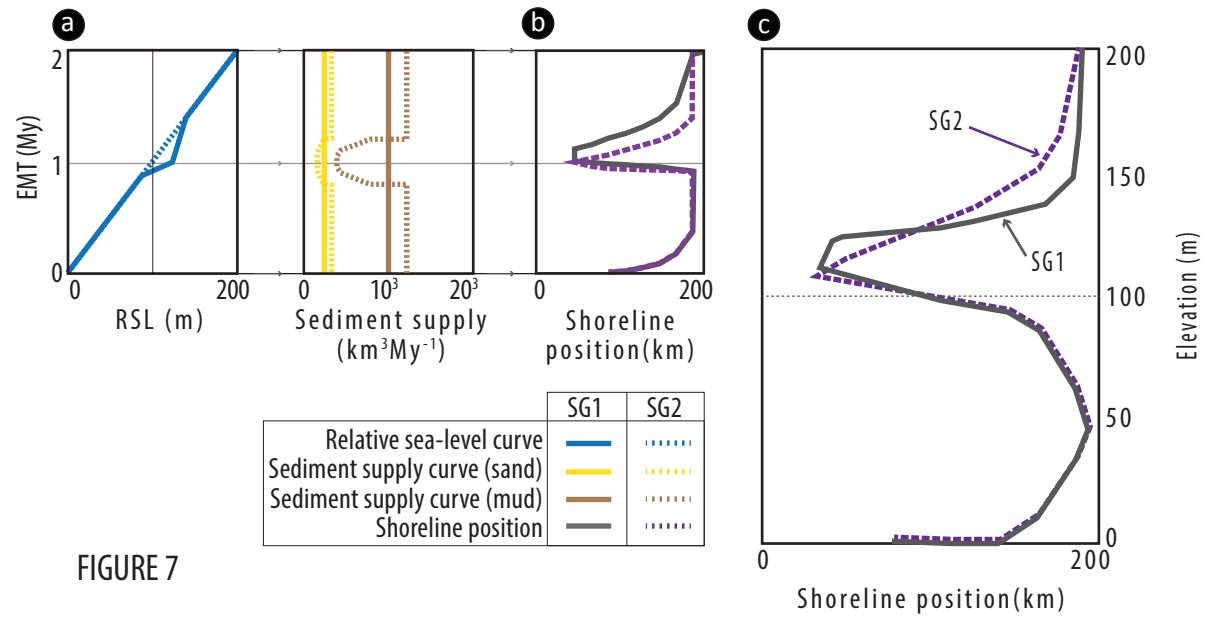 a
b
c
2
1
0
EMT (My)
0
200
RSL (m)
0
10³
20³
Sediment supply
(km³My⁻¹)
0
200
Shoreline
position(km)
SG2
SG1
200
150
100
50
0
Elevation (m)
0
200
Shoreline position(km)
SG1
SG2
Relative sea-level curve
Sediment supply curve (sand)
Sediment supply curve (mud)
Shoreline position
FIGURE 7